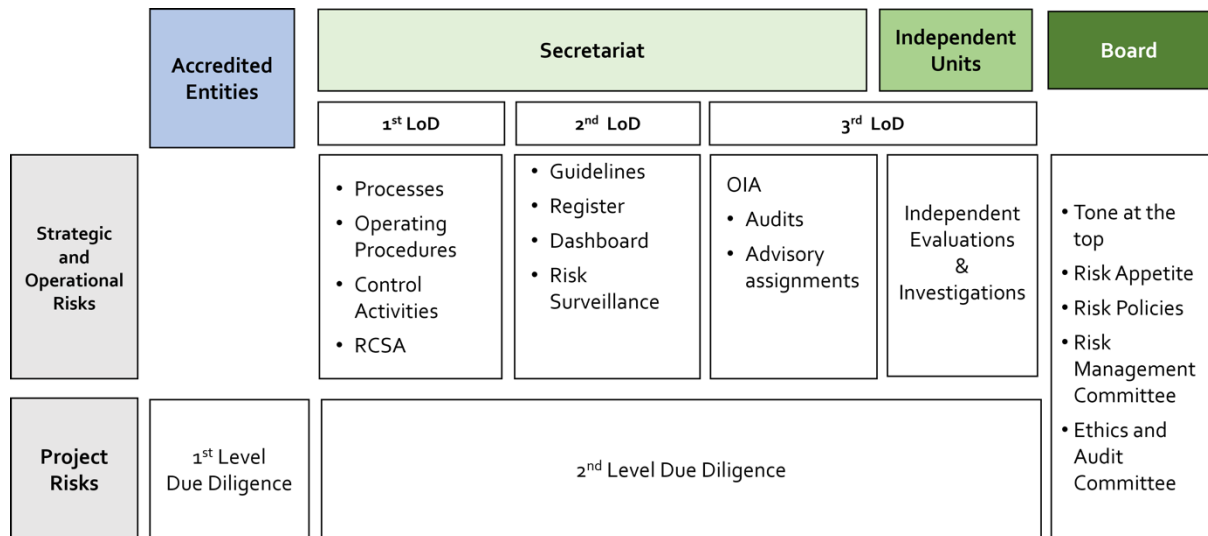 Accredited
Entities
Secretariat
Independent
Units
Board
1st LoD
2nd LoD
3rd LoD
Strategic
and
Operational
Risks
• Processes
• Operating
Procedures
• Control
Activities
• RCSA
• Guidelines
• Register
• Dashboard
• Risk
Surveillance
OIA
• Audits
• Advisory
assignments
Independent
Evaluations
&
Investigations
• Tone at the
top
• Risk Appetite
• Risk Policies
• Risk
Management
Committee
• Ethics and
Audit
Committee
Project
Risks
1st Level
Due Diligence
2nd Level Due Diligence